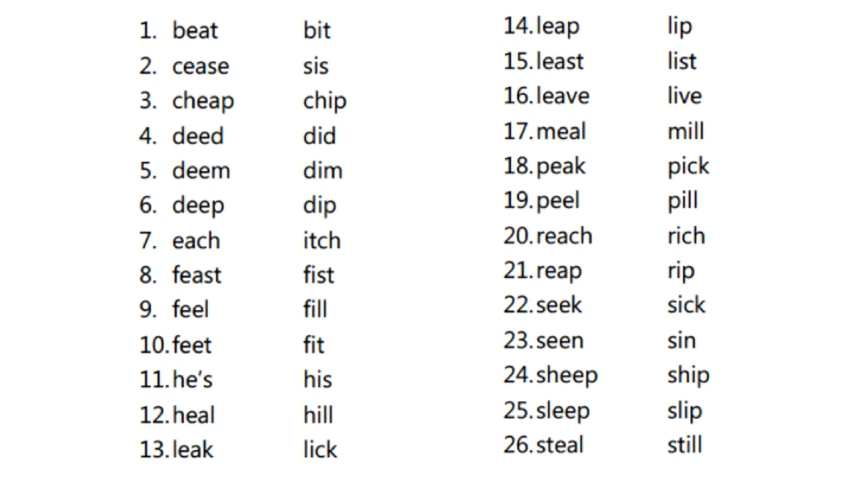 1. beat bit
2. cease sis
3. cheap chip
4. deed did
5. deem dim
6. deep dip
7. each itch
8. feast fist
9. feel fill
10. feet fit
11. he's his
12. heal hill
13. leak lick
14. leap lip
15. least list
16. leave live
17. meal mill
18. peak pick
19. peel pill
20. reach rich
21. reap rip
22. seek sick
23. seen sin
24. sheep ship
25. sleep slip
26. steal still